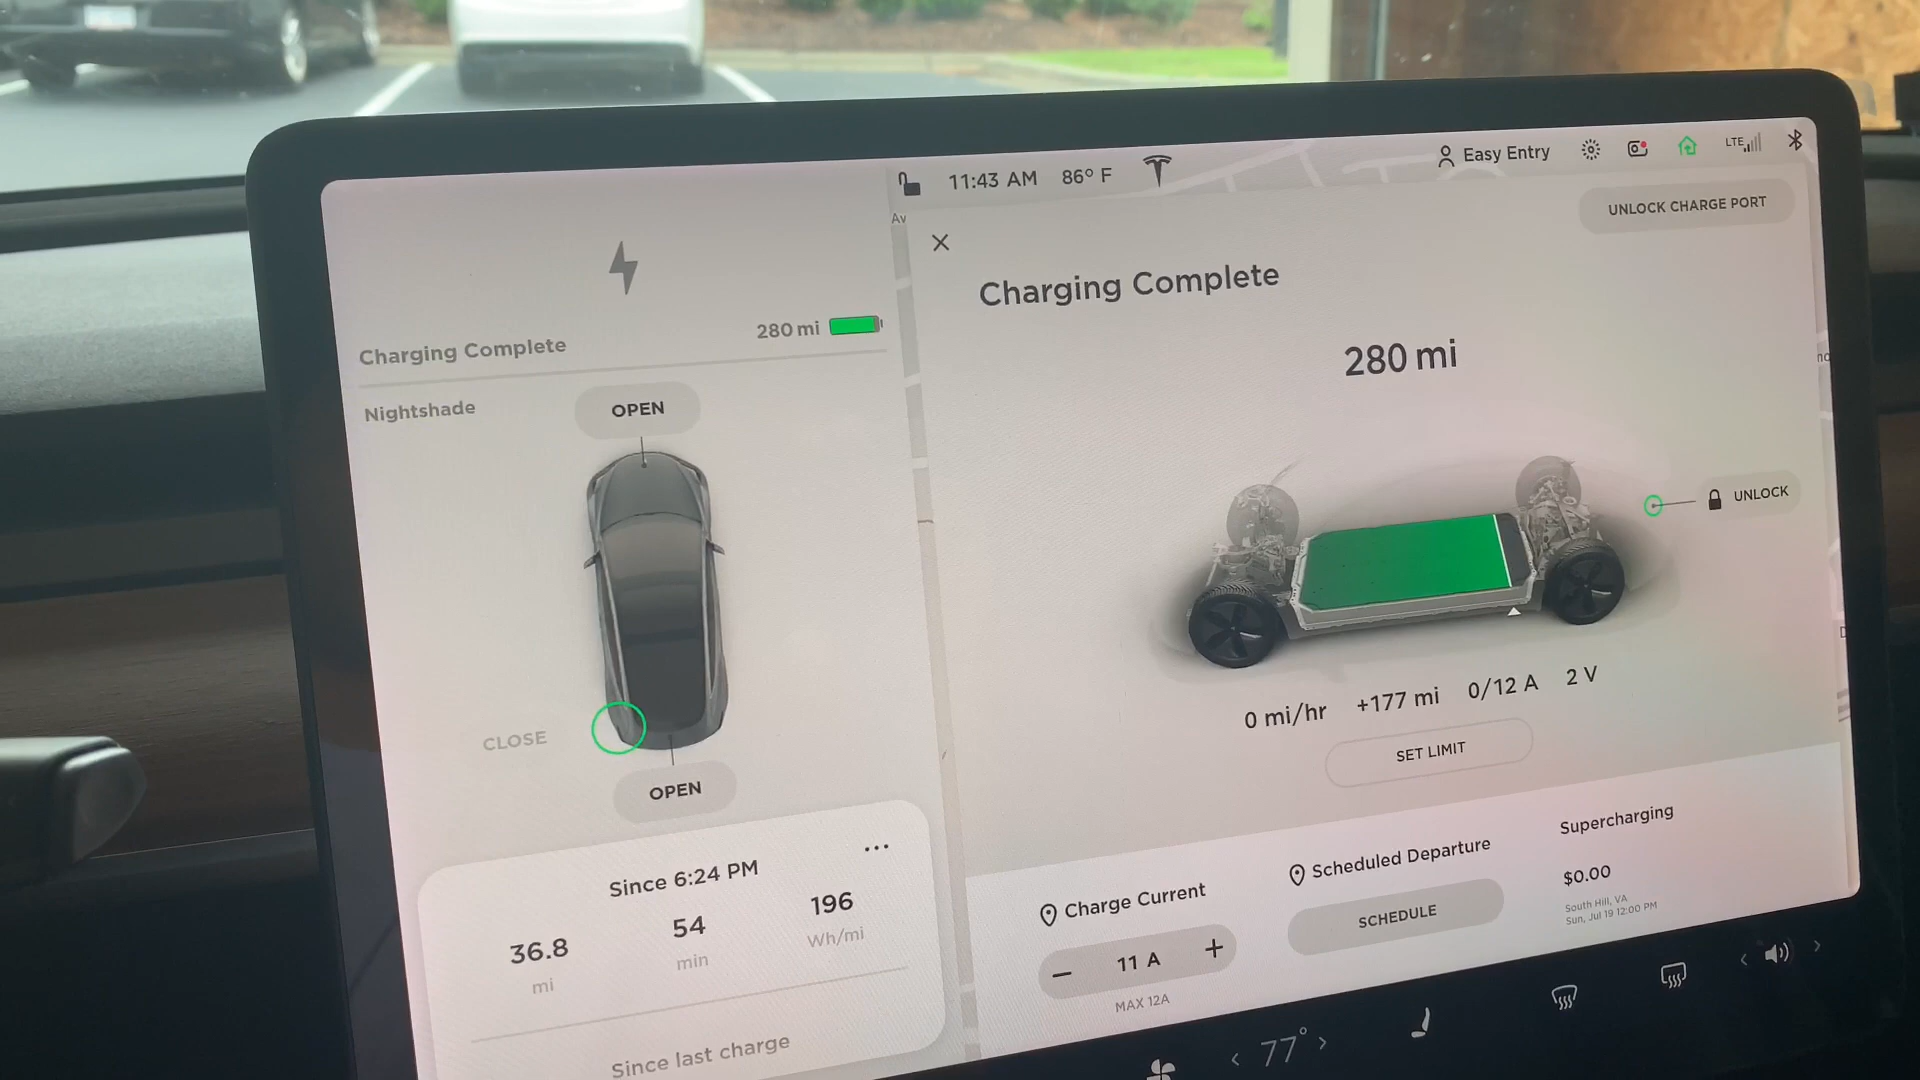 11:43 AM 86° F
Easy Entry
LTE
UNLOCK CHARGE PORT
Av
Charging Complete
280 mi
Charging Complete
280 mi
Nightshade
OPEN
UNLOCK
CLOSE
OPEN
0 mi/hr +177 mi 0/12 A 2 V
SET LIMIT
Since 6:24 PM
36.8 mi
54 min
196 Wh/mi
Since last charge
Charge Current
11 A
MAX 12A
Scheduled Departure
SCHEDULE
Supercharging
$0.00
South Hill, VA
Sun, Jul 19 12:00 PM
77°